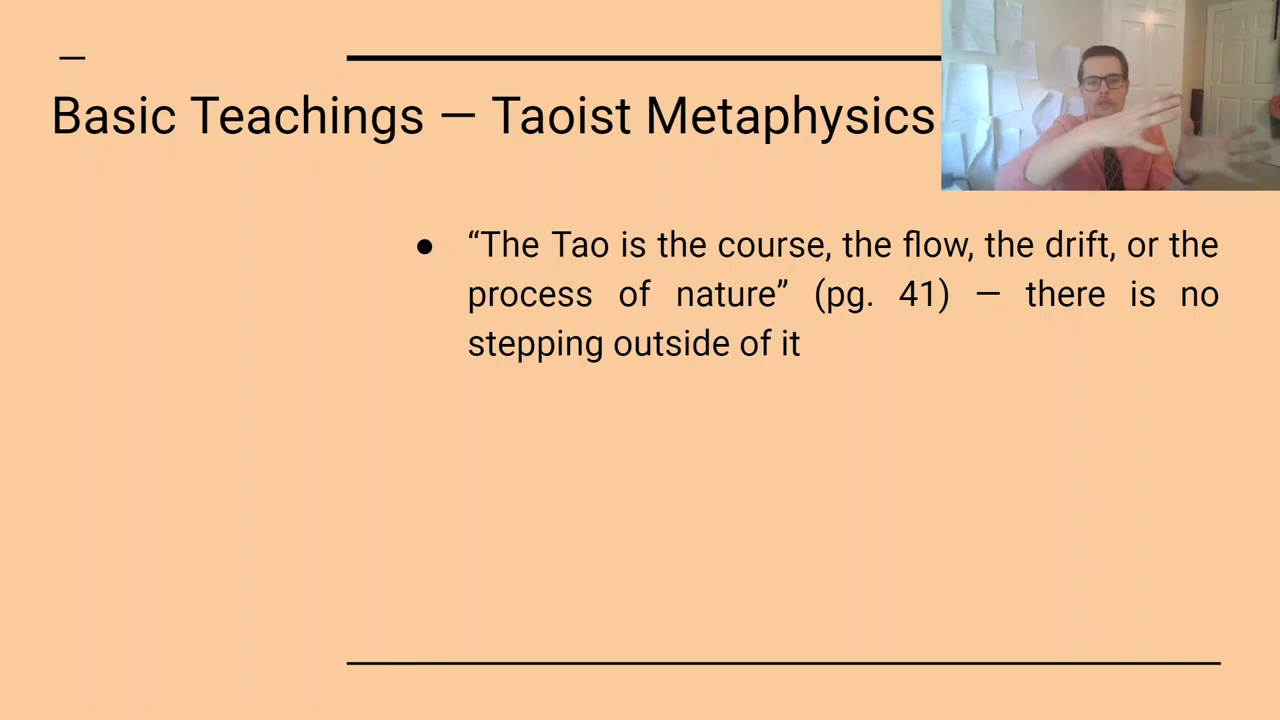 Basic Teachings — Taoist Metaphysics
● “The Tao is the course, the flow, the drift, or the
process of nature” (pg. 41) — there is no
stepping outside of it